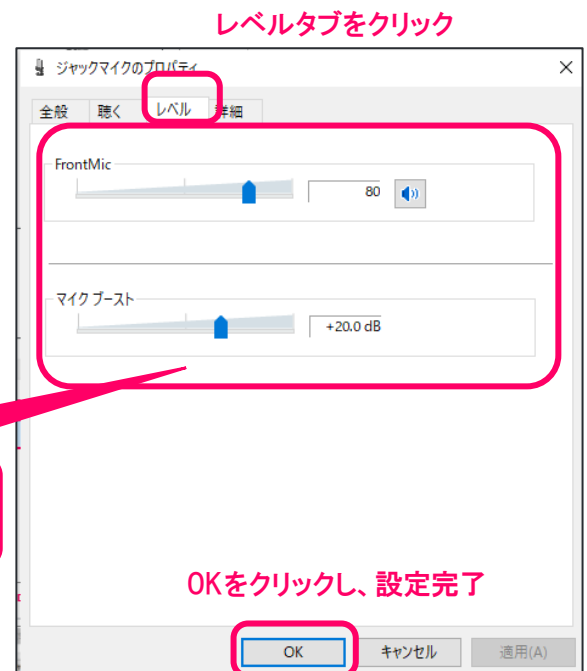 レベルタブをクリック
ジャックマイクのプロパティ
全般 聴く レベル 詳細
FrontMic
80
マイク ブースト
+20.0 dB
OKをクリックし、設定完了
OK キャンセル 適用(A)